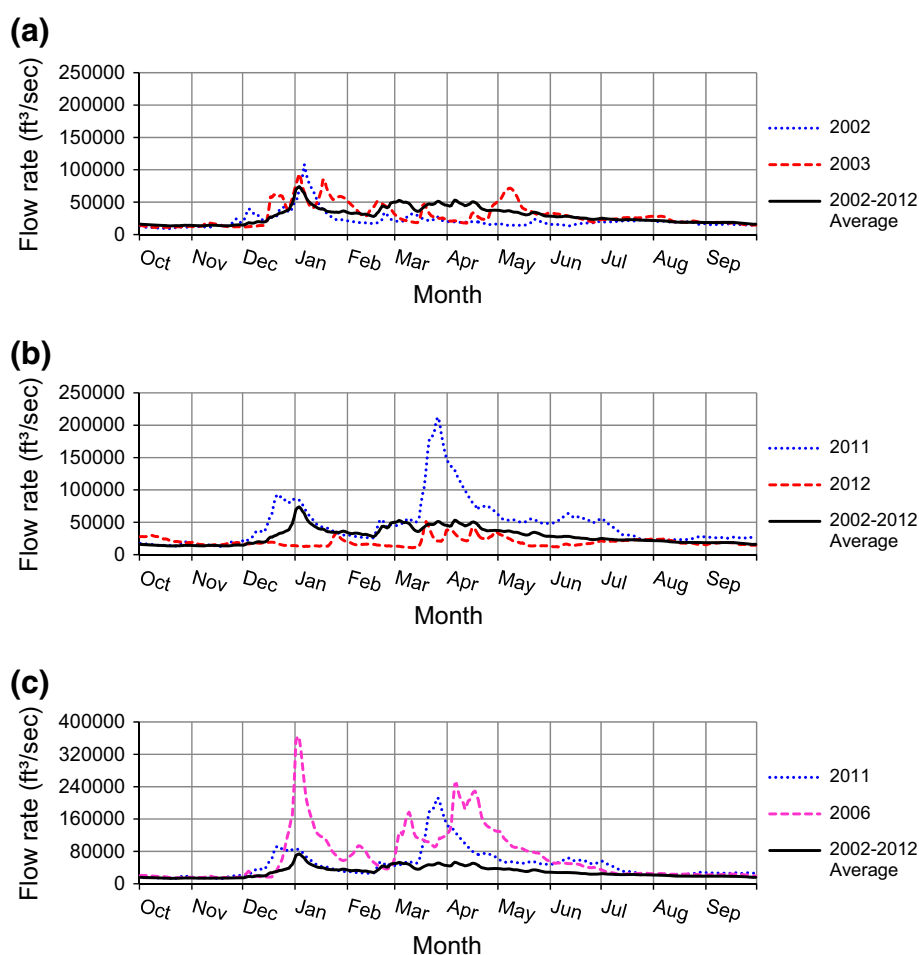 (a)
Flow rate (ft³/sec)
250000
200000
150000
100000
50000
0
Oct Nov Dec Jan Feb Mar Apr May Jun Jul Aug Sep
Month
2002
2003
2002-2012
Average
(b)
Flow rate (ft³/sec)
250000
200000
150000
100000
50000
0
Oct Nov Dec Jan Feb Mar Apr May Jun Jul Aug Sep
Month
2011
2012
2002-2012
Average
(c)
Flow rate (ft³/sec)
400000
320000
240000
160000
80000
0
Oct Nov Dec Jan Feb Mar Apr May Jun Jul Aug Sep
Month
2011
2006
2002-2012
Average